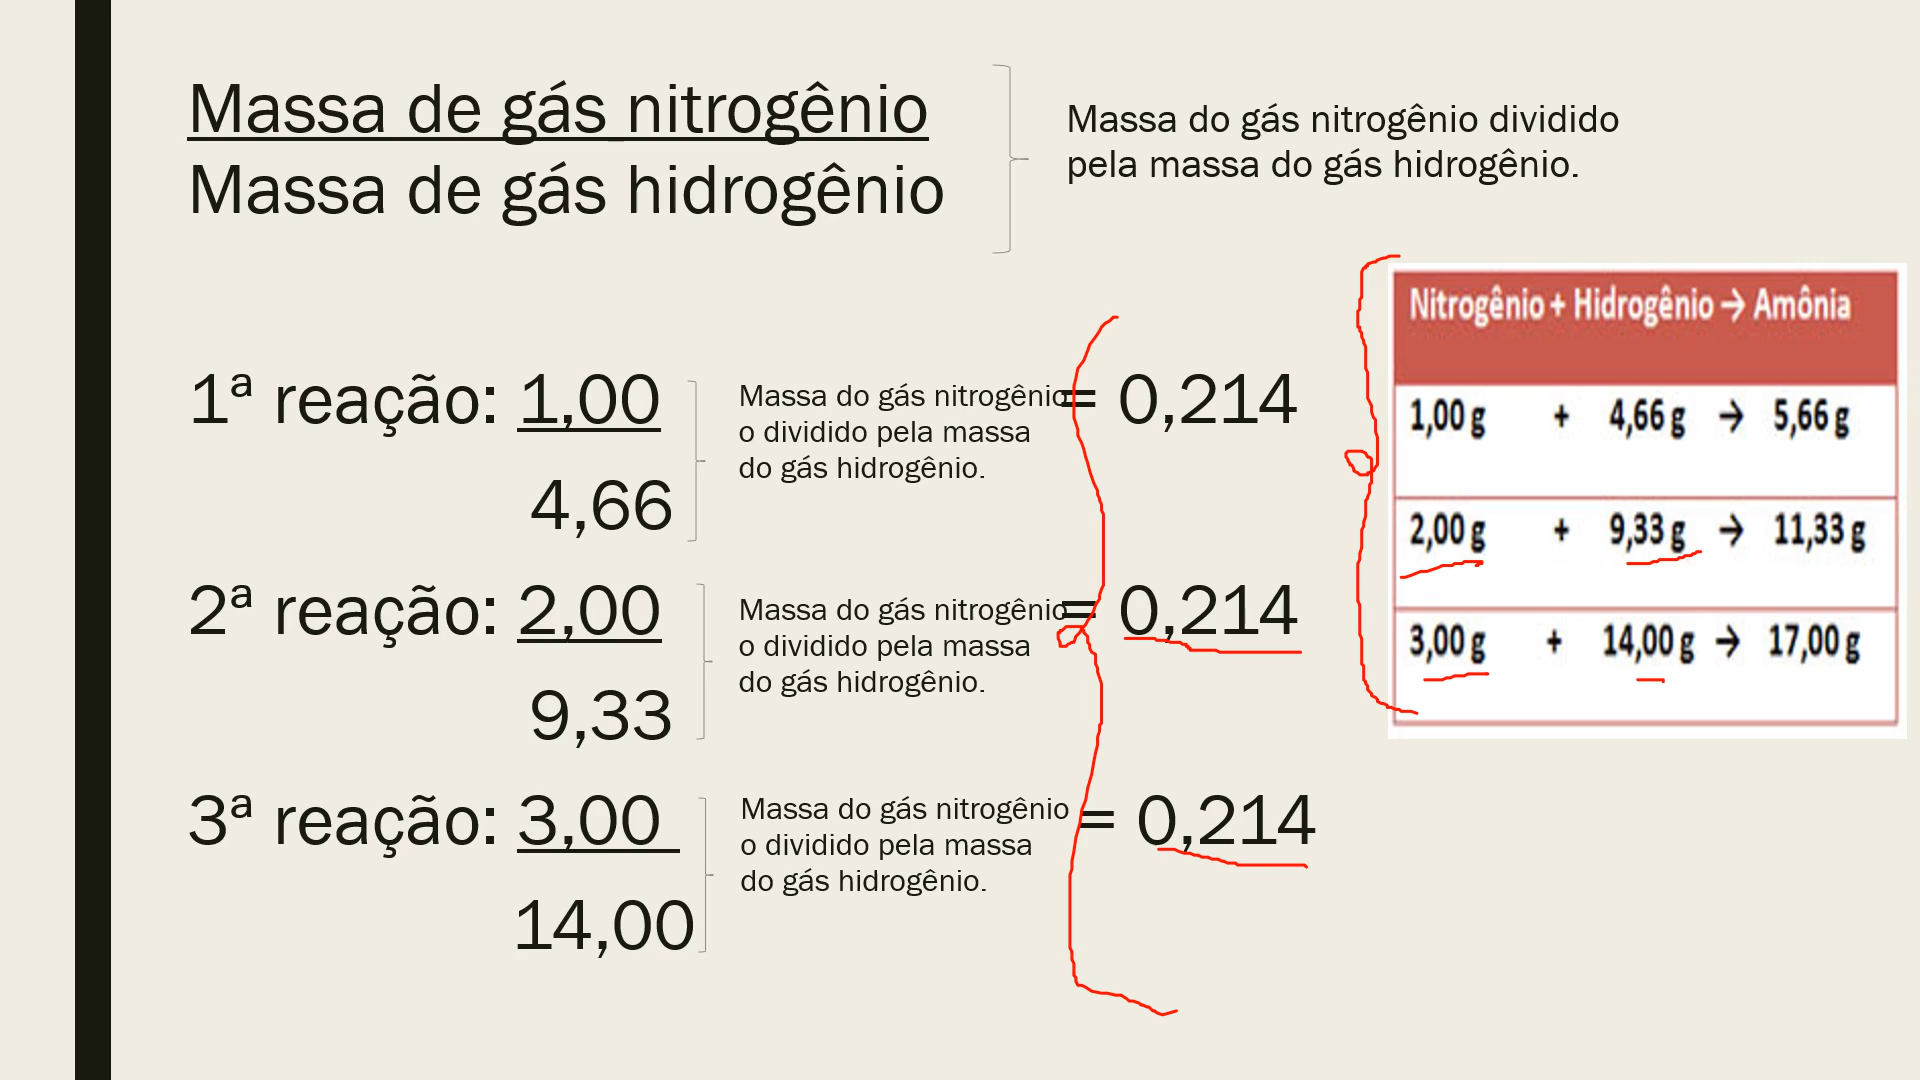 Massa de gás nitrogênio
Massa de gás hidrogênio
Massa do gás nitrogênio dividido
pela massa do gás hidrogênio.
1ª reação: 1,00
4,66
Massa do gás nitrogênio
o dividido pela massa
do gás hidrogênio.
= 0,214
2ª reação: 2,00
9,33
Massa do gás nitrogênio
o dividido pela massa
do gás hidrogênio.
= 0,214
3ª reação: 3,00
14,00
Massa do gás nitrogênio
o dividido pela massa
do gás hidrogênio.
= 0,214
Nitrogênio + Hidrogênio → Amônia
1,00 g + 4,66 g → 5,66 g
2,00 g + 9,33 g → 11,33 g
3,00 g + 14,00 g → 17,00 g